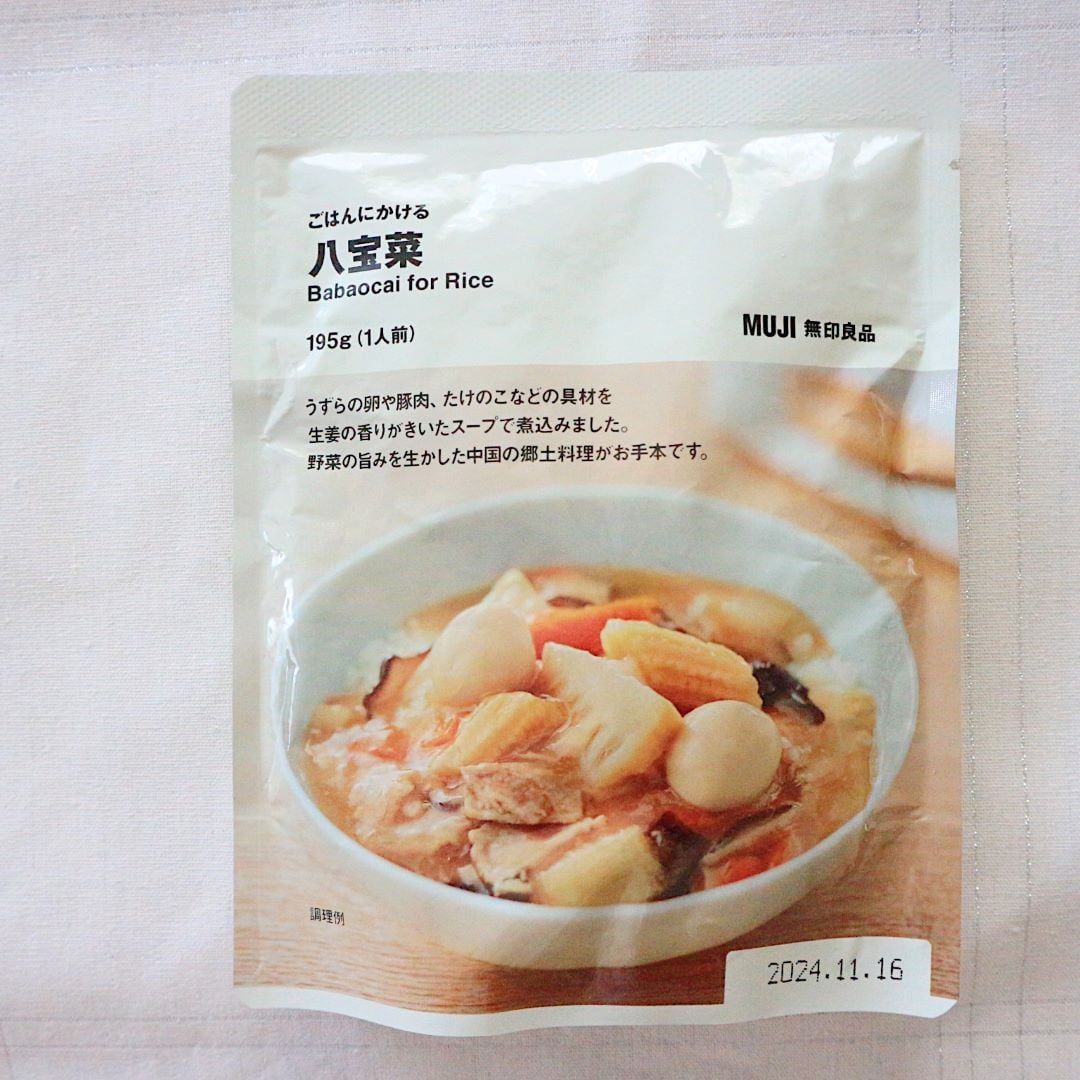 ごはんにかける
八宝菜
Babaocai for Rice
195g(1人前)
MUJI 無印良品
うずらの卵や豚肉、たけのこなどの具材を
生姜の香りがきいたスープで煮込みました。
野菜の旨みを生かした中国の郷土料理がお手本です。
調理例
2024.11.16